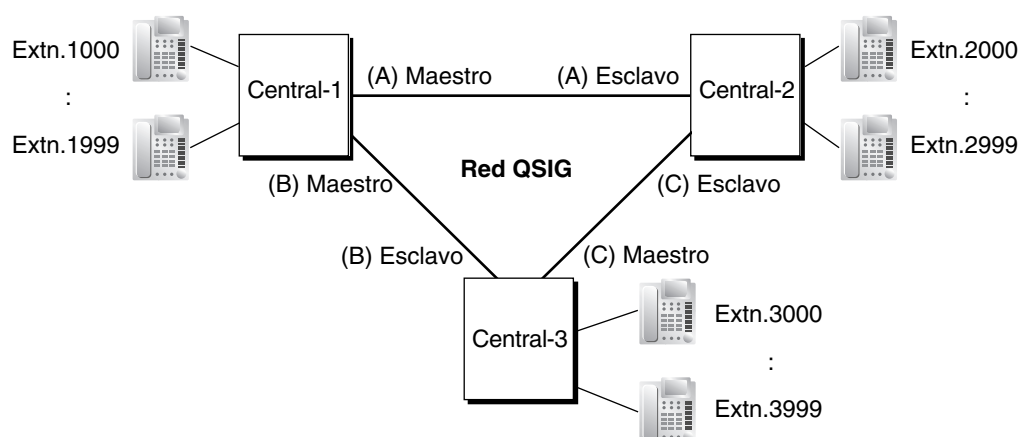 Extn.1000
:
Extn.1999
Central-1
(A) Maestro
(A) Esclavo
Central-2
Extn.2000
:
Extn.2999
(B) Maestro
Red QSIG
(C) Esclavo
(B) Esclavo
(C) Maestro
Central-3
Extn.3000
:
Extn.3999